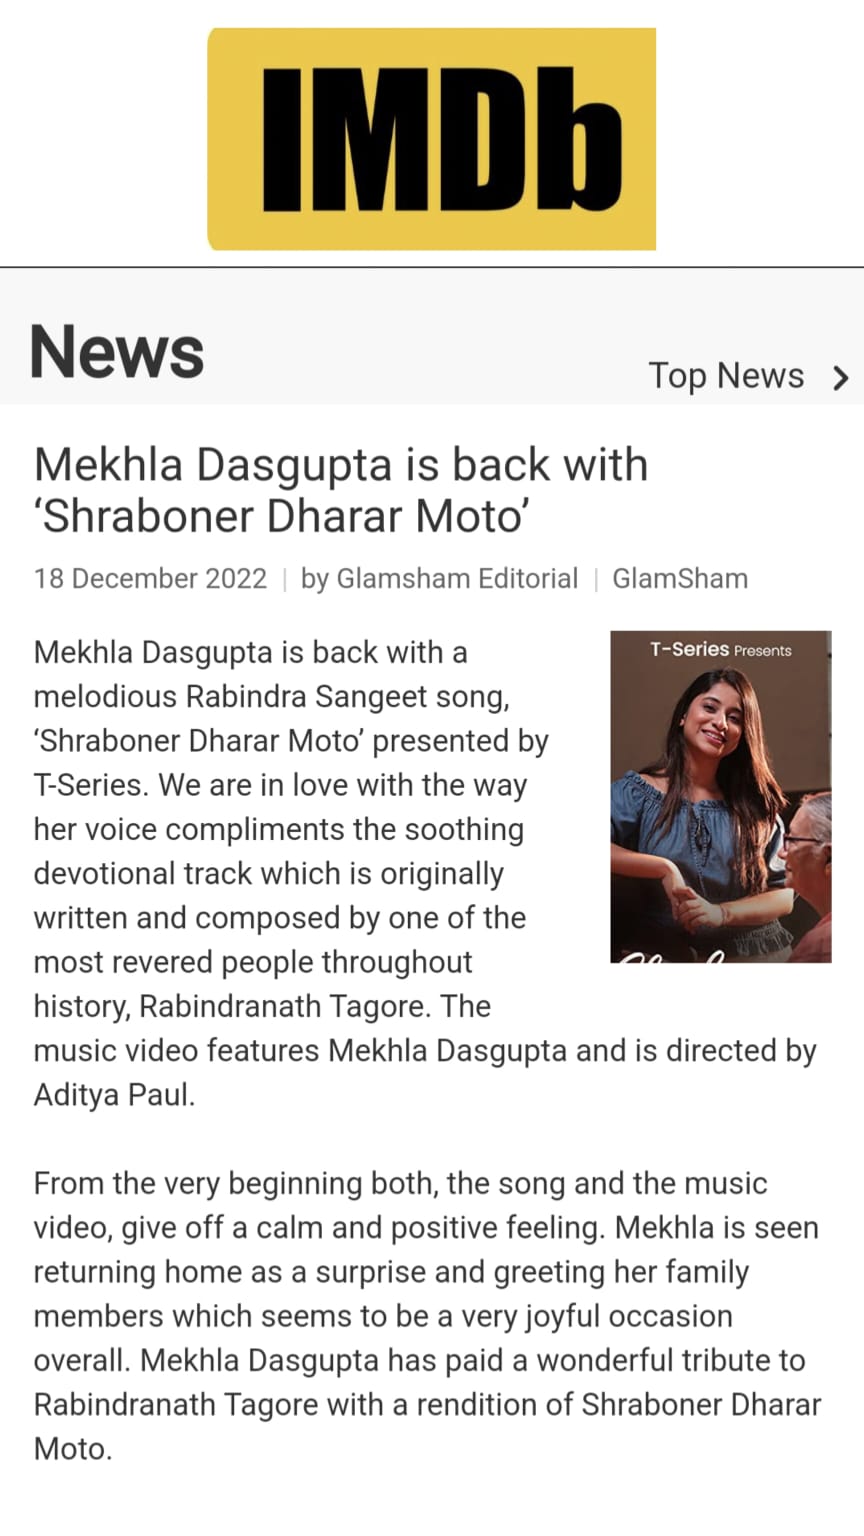 IMDb
News
Top News
Mekhla Dasgupta is back with
‘Shraboner Dharar Moto’
18 December 2022 | by Glamsham Editorial | GlamSham
T-Series Presents
Mekhla Dasgupta is back with a
melodious Rabindra Sangeet song,
‘Shraboner Dharar Moto’ presented by
T-Series. We are in love with the way
her voice compliments the soothing
devotional track which is originally
written and composed by one of the
most revered people throughout
history, Rabindranath Tagore. The
music video features Mekhla Dasgupta and is directed by
Aditya Paul.
From the very beginning both, the song and the music
video, give off a calm and positive feeling. Mekhla is seen
returning home as a surprise and greeting her family
members which seems to be a very joyful occasion
overall. Mekhla Dasgupta has paid a wonderful tribute to
Rabindranath Tagore with a rendition of Shraboner Dharar
Moto.